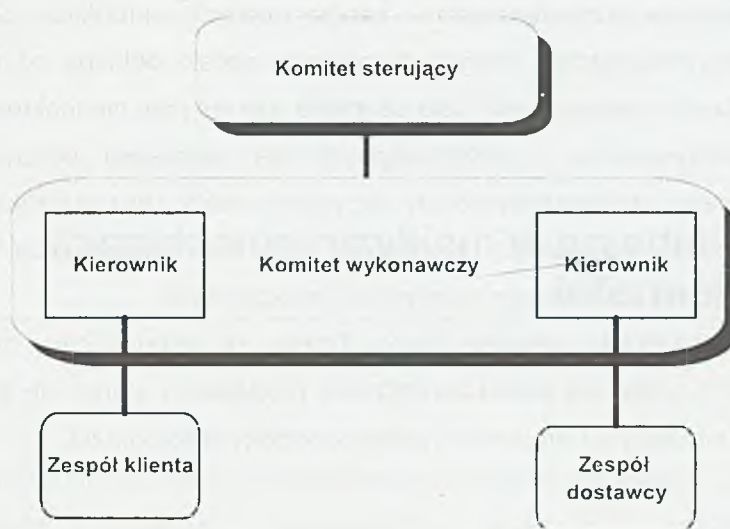 Komitet sterujący
Kierownik
Komitet wykonawczy
Kierownik
Zespół klienta
Zespół
dostawcy